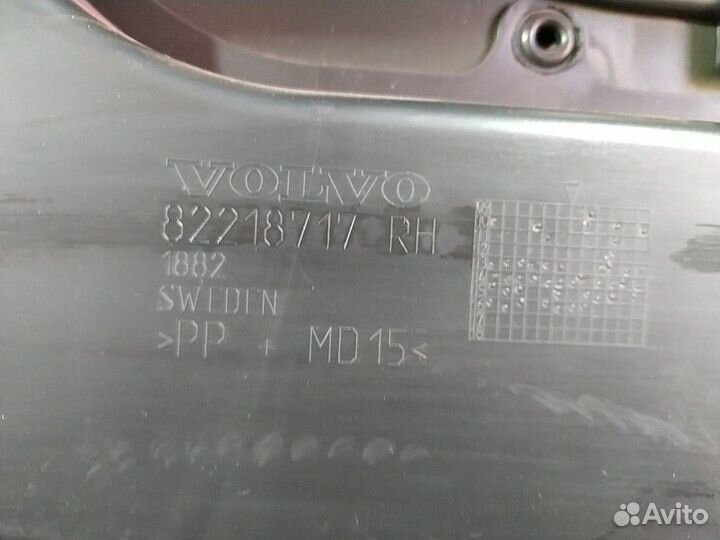 VOLVO
82218717 RH
1882
SWEDEN
>PP + MD15<
Avito